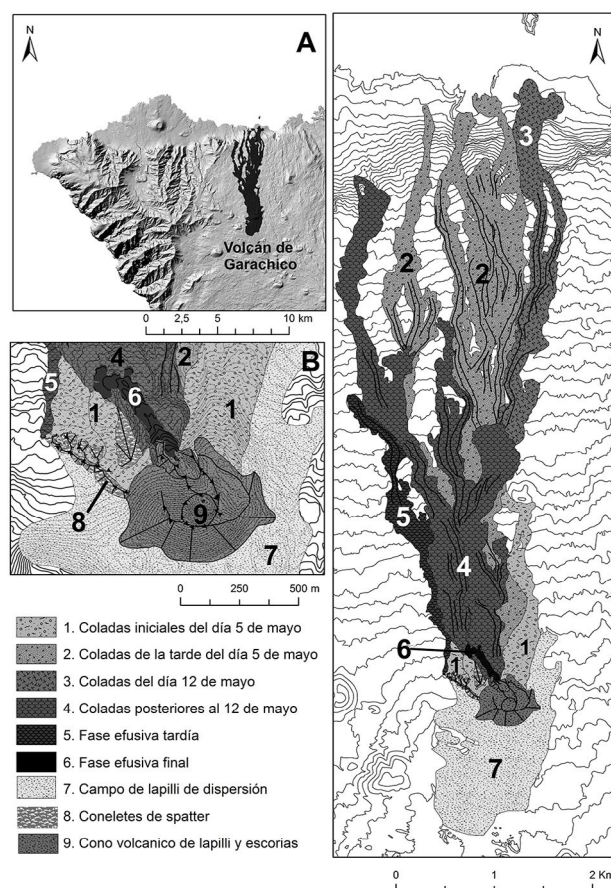 N
A
Volcán de
Garachico
0 2,5 5 10 km
B
4
2
5
1
6
1
8
9
7
0 250 500 m
1. Coladas iniciales del día 5 de mayo
2. Coladas de la tarde del día 5 de mayo
3. Coladas del día 12 de mayo
4. Coladas posteriores al 12 de mayo
5. Fase efusiva tardía
6. Fase efusiva final
7. Campo de lapilli de dispersión
8. Coneletes de spatter
9. Cono volcanico de lapilli y escorias
N
3
2
2
5
4
6
1
1
7
0 1 2 Km